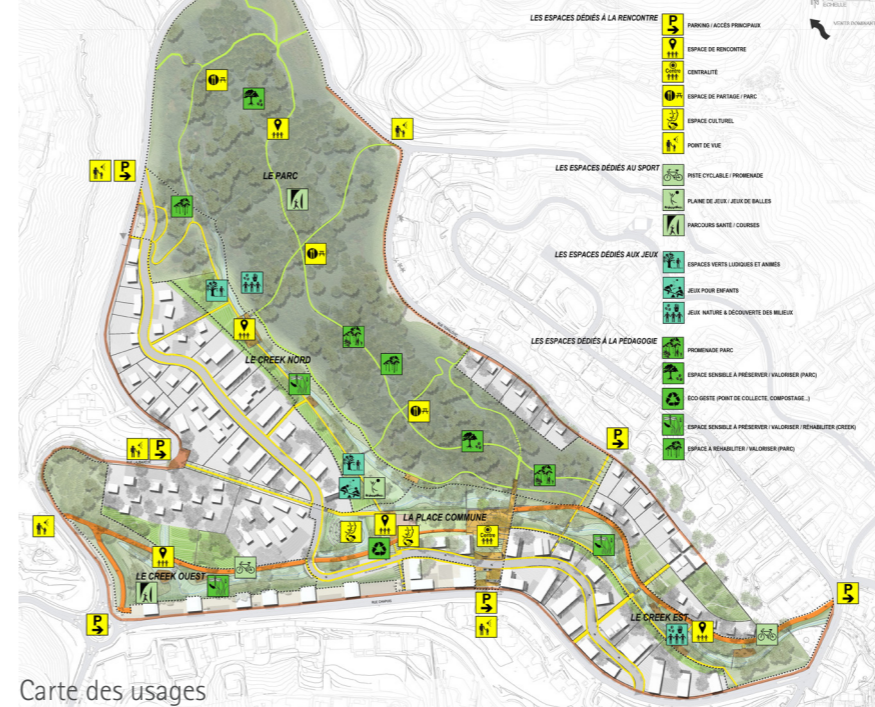 ECHELLE
VENTS DOMINANTS
LES ESPACES DÉDIÉS À LA RENCONTRE
P PARKING / ACCÈS PRINCIPAUX
ESPACE DE RENCONTRE
Centre CENTRALITÉ
ESPACE DE PARTAGE / PARC
ESPACE CULTUREL
POINT DE VUE
LES ESPACES DÉDIÉS AU SPORT
PISTE CYCLABLE / PROMENADE
PLAINE DE JEUX / JEUX DE BALLES
PARCOURS SANTÉ / COURSES
LES ESPACES DÉDIÉS AUX JEUX
ESPACES VERTS LUDIQUES ET ANIMÉS
JEUX POUR ENFANTS
JEUX NATURE & DÉCOUVERTE DES MILIEUX
LES ESPACES DÉDIÉS À LA PÉDAGOGIE
PROMENADE PARC
ESPACE SENSIBLE À PRÉSERVER / VALORISER (PARC)
ÉCO GESTE (POINT DE COLLECTE, COMPOSTAGE...)
ESPACE SENSIBLE À PRÉSERVER / VALORISER / RÉHABILITER (CREEK)
ESPACE A REHABILITER / VALORISER (PARC)
P
LE PARC
LE CREEK NORD
P
P
LA PLACE COMMUNE
Centre
LE CREEK OUEST
P
P
P
LE CREEK EST
Carte des usages